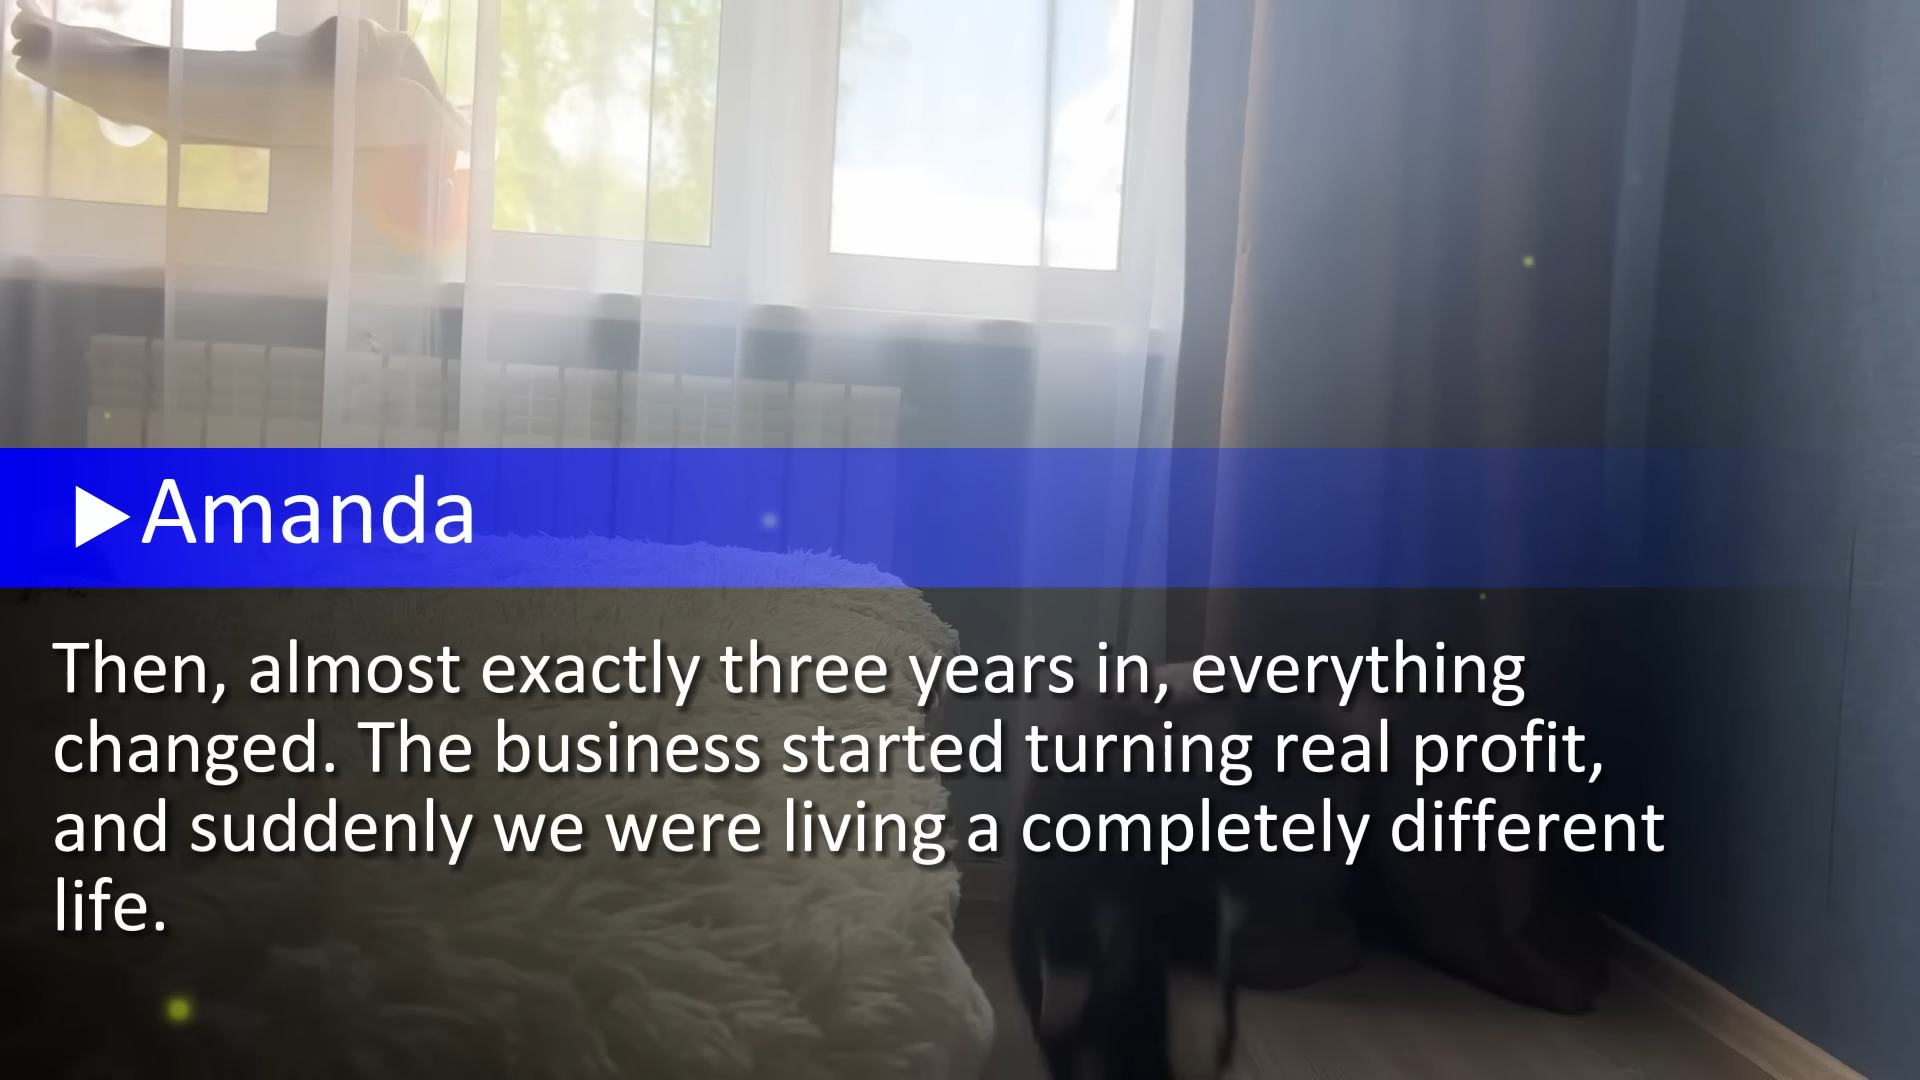 ▶Amanda
Then, almost exactly three years in, everything
changed. The business started turning real profit,
and suddenly we were living a completely different
life.